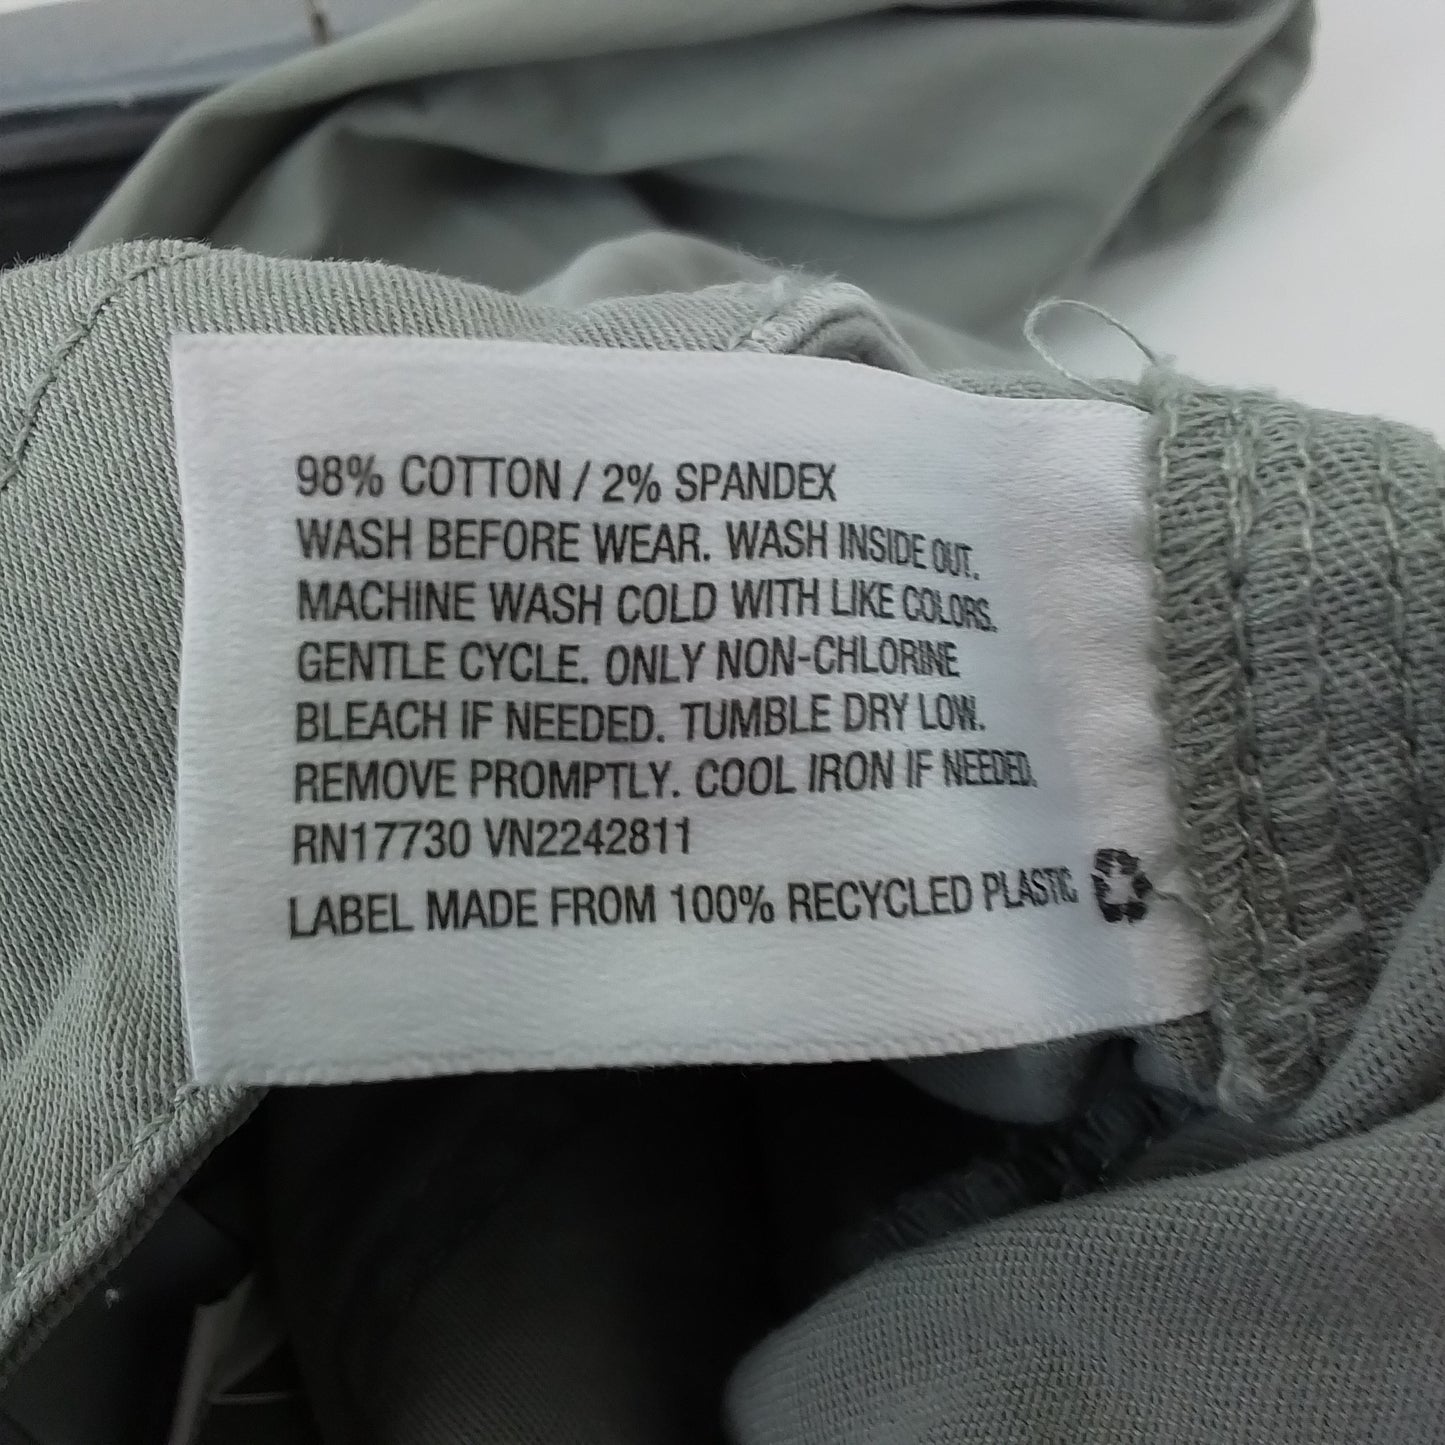 98% COTTON / 2% SPANDEX
WASH BEFORE WEAR. WASH INSIDE OUT.
MACHINE WASH COLD WITH LIKE COLORS.
GENTLE CYCLE. ONLY NON-CHLORINE
BLEACH IF NEEDED. TUMBLE DRY LOW.
REMOVE PROMPTLY. COOL IRON IF NEEDED.
RN17730 VN2242811
LABEL MADE FROM 100% RECYCLED PLASTIC